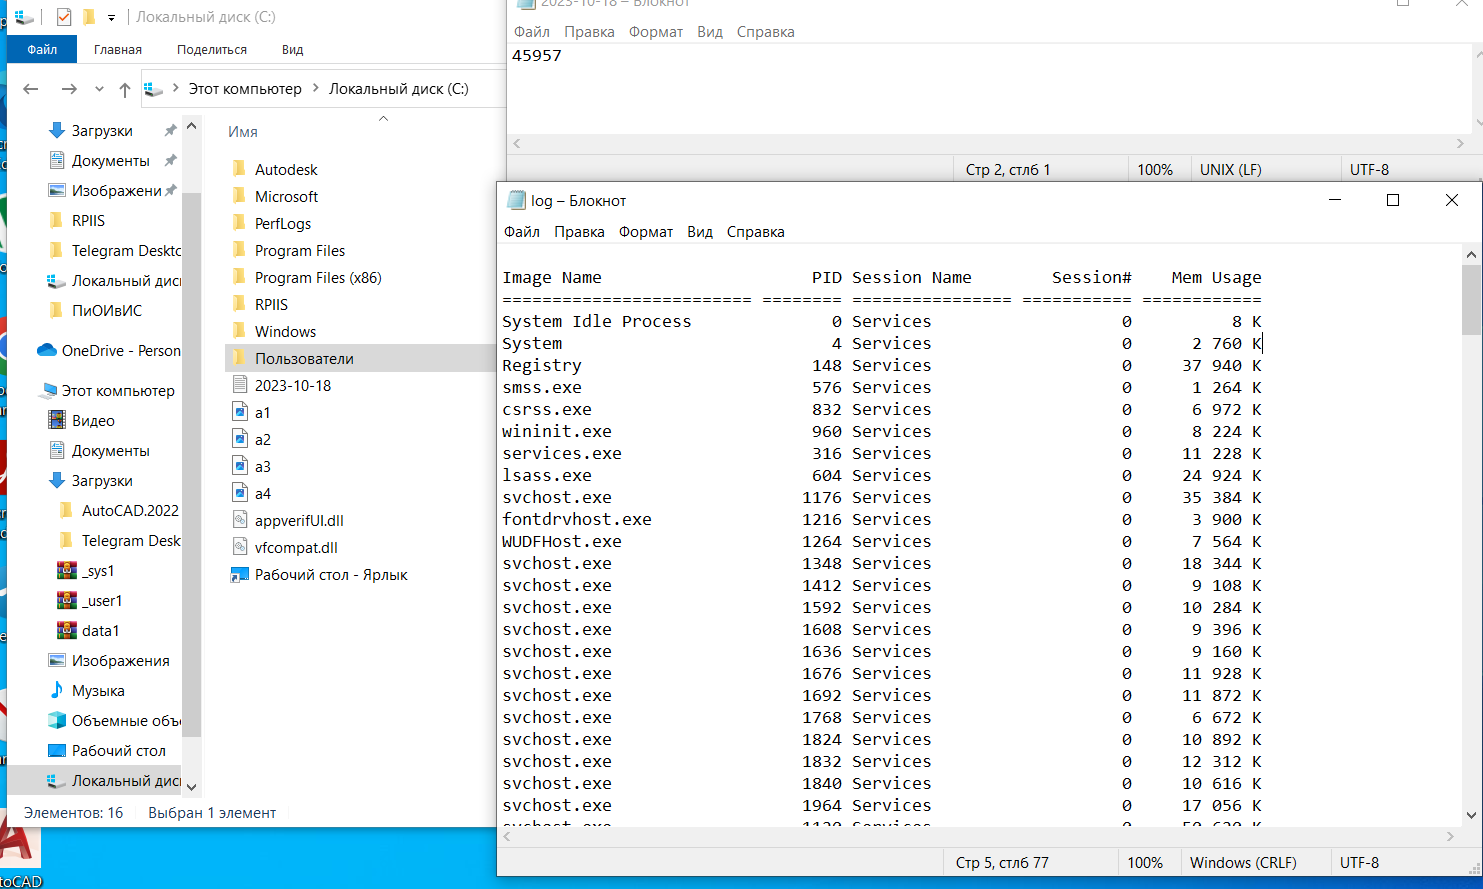 Локальный диск (C:)
Файл Главная Поделиться Вид
Этот компьютер Локальный диск (C:)
Загрузки
Документы
Изображени
RPIIS
Telegram Desktc
Локальный диск
ПиОИвИС
OneDrive - Person
Этот компьютер
Видео
Документы
Загрузки
AutoCAD.2022
Telegram Desk
_sys1
_user1
data1
Изображения
Музыка
Объемные объ
Рабочий стол
Локальный диск
Имя
Autodesk
Microsoft
PerfLogs
Program Files
Program Files (x86)
RPIIS
Windows
Пользователи
2023-10-18
a1
a2
a3
a4
appverifUI.dll
vfcompat.dll
Рабочий стол - Ярлык
Элементов: 16 Выбран 1 элемент
toCAD
2023-10-18 – Блокнот
Файл Правка Формат Вид Справка
45957
Стр 2, стлб 1 100% UNIX (LF) UTF-8
log – Блокнот
Файл Правка Формат Вид Справка
Image Name PID Session Name Session# Mem Usage
========================= ======== ================ =========== ============
System Idle Process 0 Services 0 8 K
System 4 Services 0 2 760 K
Registry 148 Services 0 37 940 K
smss.exe 576 Services 0 1 264 K
csrss.exe 832 Services 0 6 972 K
wininit.exe 960 Services 0 8 224 K
services.exe 316 Services 0 11 228 K
lsass.exe 604 Services 0 24 924 K
svchost.exe 1176 Services 0 35 384 K
fontdrvhost.exe 1216 Services 0 3 900 K
WUDFHost.exe 1264 Services 0 7 564 K
svchost.exe 1348 Services 0 18 344 K
svchost.exe 1412 Services 0 9 108 K
svchost.exe 1592 Services 0 10 284 K
svchost.exe 1608 Services 0 9 396 K
svchost.exe 1636 Services 0 9 160 K
svchost.exe 1676 Services 0 11 928 K
svchost.exe 1692 Services 0 11 872 K
svchost.exe 1768 Services 0 6 672 K
svchost.exe 1824 Services 0 10 892 K
svchost.exe 1832 Services 0 12 312 K
svchost.exe 1840 Services 0 10 616 K
svchost.exe 1964 Services 0 17 056 K
Стр 5, стлб 77 100% Windows (CRLF) UTF-8